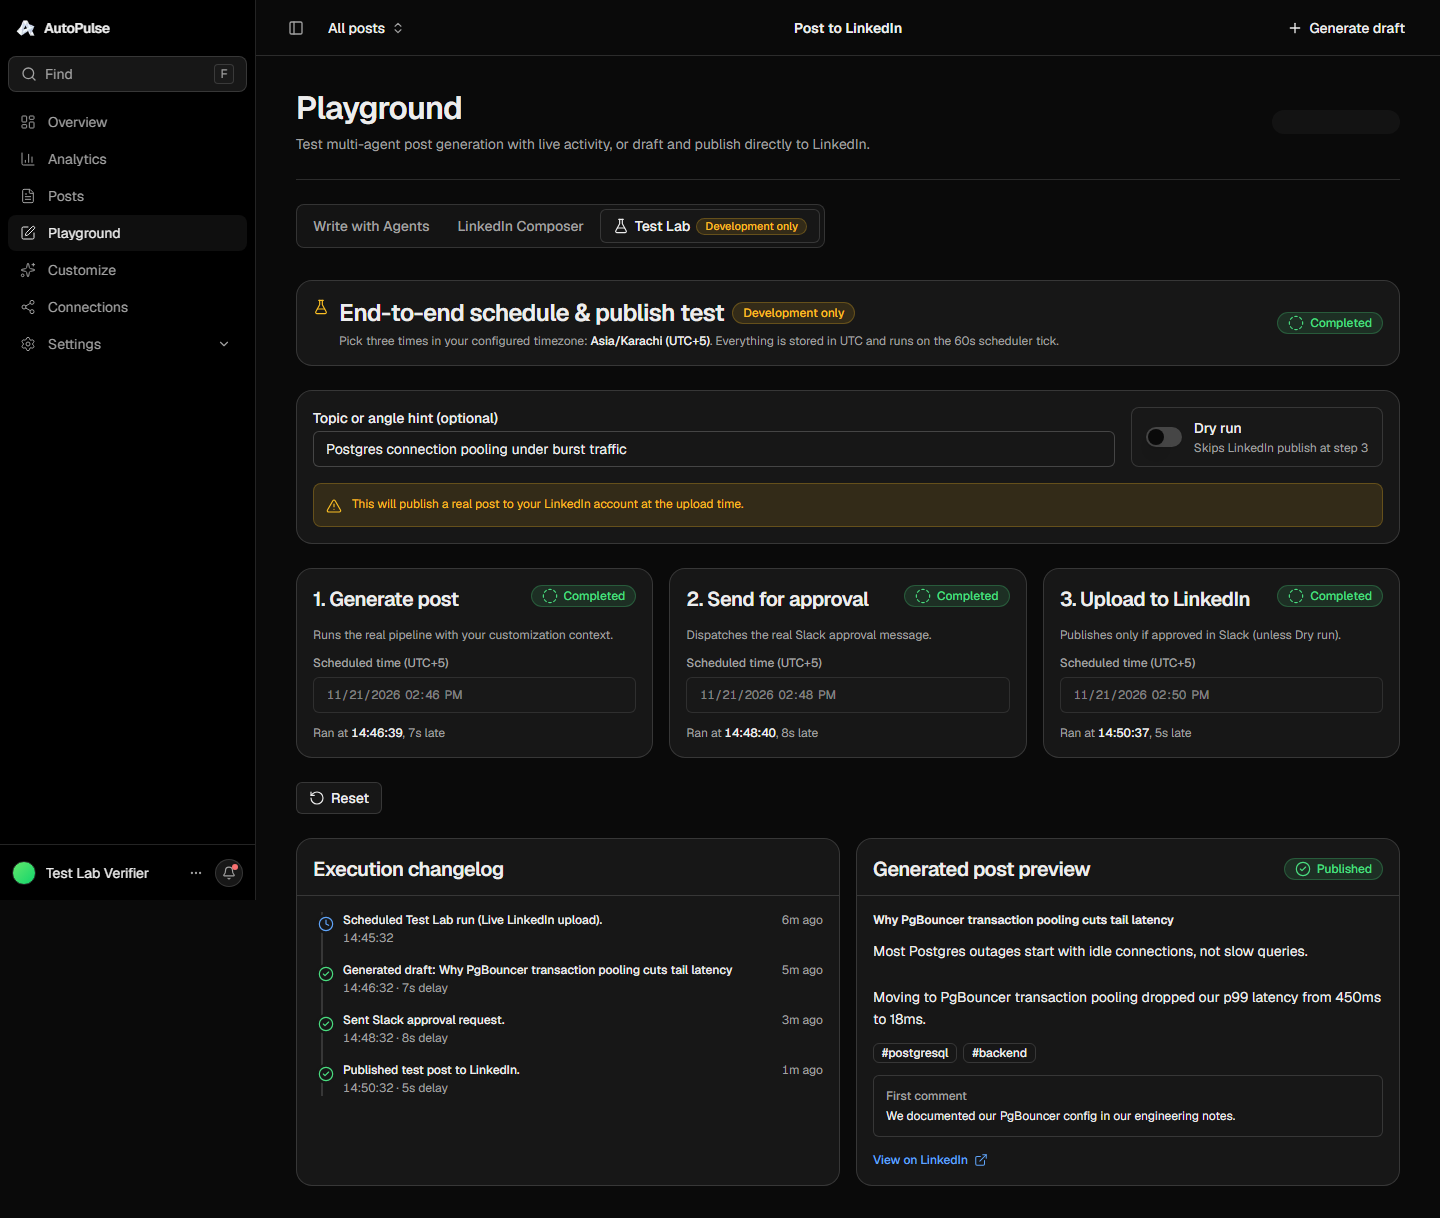 AutoPulse
Find
F
Overview
Analytics
Posts
Playground
Customize
Connections
Settings
Test Lab Verifier
All posts
Post to LinkedIn
Generate draft
Playground
Test multi-agent post generation with live activity, or draft and publish directly to LinkedIn.
Write with Agents
LinkedIn Composer
Test Lab Development only
End-to-end schedule & publish test Development only
Pick three times in your configured timezone: Asia/Karachi (UTC+5). Everything is stored in UTC and runs on the 60s scheduler tick.
Completed
Topic or angle hint (optional)
Postgres connection pooling under burst traffic
Dry run
Skips LinkedIn publish at step 3
This will publish a real post to your LinkedIn account at the upload time.
1. Generate post
Completed
Runs the real pipeline with your customization context.
Scheduled time (UTC+5)
11/21/2026 02:46 PM
Ran at 14:46:39, 7s late
2. Send for approval
Completed
Dispatches the real Slack approval message.
Scheduled time (UTC+5)
11/21/2026 02:48 PM
Ran at 14:48:40, 8s late
3. Upload to LinkedIn
Completed
Publishes only if approved in Slack (unless Dry run).
Scheduled time (UTC+5)
11/21/2026 02:50 PM
Ran at 14:50:37, 5s late
Reset
Execution changelog
Scheduled Test Lab run (Live LinkedIn upload).
6m ago
14:45:32
Generated draft: Why PgBouncer transaction pooling cuts tail latency
5m ago
14:46:32 · 7s delay
Sent Slack approval request.
3m ago
14:48:32 · 8s delay
Published test post to LinkedIn.
1m ago
14:50:32 · 5s delay
Generated post preview
Published
Why PgBouncer transaction pooling cuts tail latency
Most Postgres outages start with idle connections, not slow queries.
Moving to PgBouncer transaction pooling dropped our p99 latency from 450ms
to 18ms.
#postgresql
#backend
First comment
We documented our PgBouncer config in our engineering notes.
View on LinkedIn